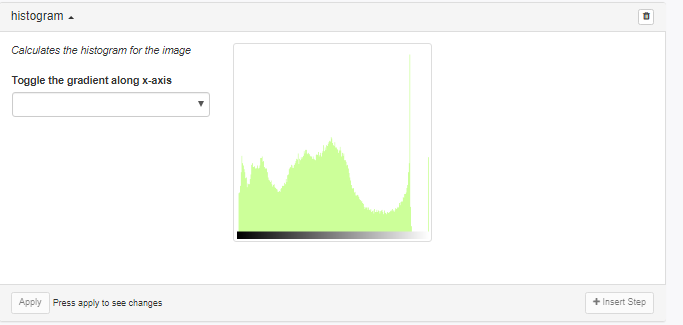 histogram
Calculates the histogram for the image
Toggle the gradient along x-axis
Apply Press apply to see changes
Insert Step